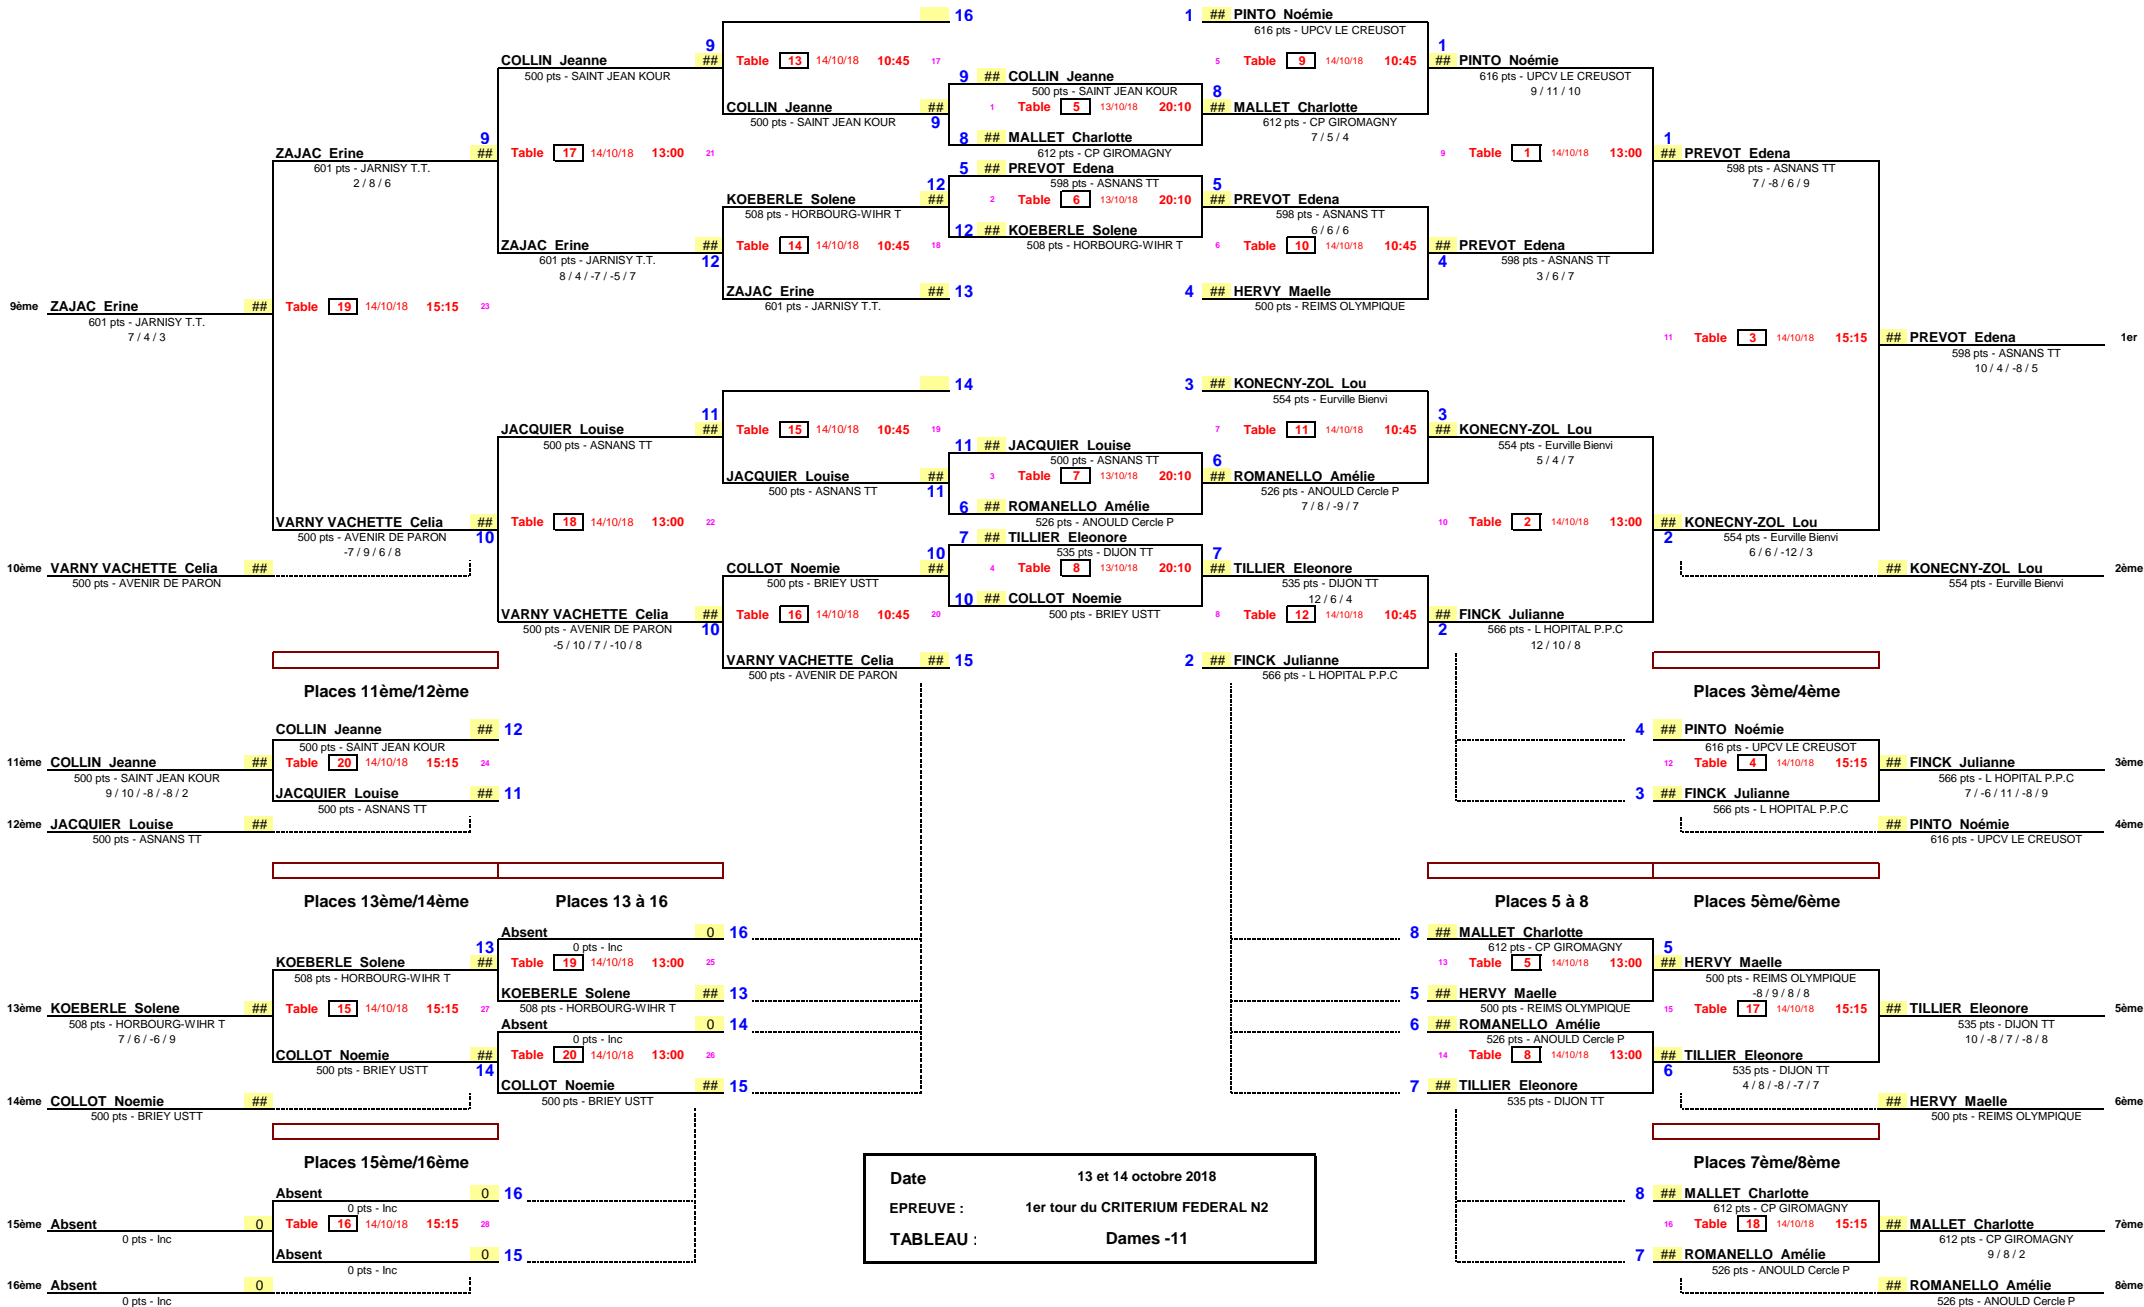 16
1 ## PINTO Noémie
616 pts - UPCV LE CREUSOT
9
1
COLLIN Jeanne ##
Table 13 14/10/18 10:45 17
5 Table 9 14/10/18 10:45
## PINTO Noémie
500 pts - SAINT JEAN KOUR
9 ## COLLIN Jeanne
616 pts - UPCV LE CREUSOT
500 pts - SAINT JEAN KOUR
8
9 / 11 / 10
COLLIN Jeanne ##
1 Table 5 13/10/18 20:10
## MALLET Charlotte
500 pts - SAINT JEAN KOUR
9
612 pts - CP GIROMAGNY
9
8 ## MALLET Charlotte
7 / 5 / 4
1
ZAJAC Erine ##
Table 17 14/10/18 13:00 21
612 pts - CP GIROMAGNY
9 Table 1 14/10/18 13:00
## PREVOT Edena
601 pts - JARNISY T.T.
5 ## PREVOT Edena
598 pts - ASNANS TT
2 / 8 / 6
12
598 pts - ASNANS TT
5
7 / -8 / 6 / 9
KOEBERLE Solene ##
2 Table 6 13/10/18 20:10
## PREVOT Edena
508 pts - HORBOURG-WIHR T
598 pts - ASNANS TT
12 ## KOEBERLE Solene
6 / 6 / 6
ZAJAC Erine ##
Table 14 14/10/18 10:45 18
508 pts - HORBOURG-WIHR T
6 Table 10 14/10/18 10:45
## PREVOT Edena
601 pts - JARNISY T.T.
12
4
598 pts - ASNANS TT
8 / 4 / -7 / -5 / 7
3 / 6 / 7
ZAJAC Erine ## 13
4 ## HERVY Maelle
601 pts - JARNISY T.T.
500 pts - REIMS OLYMPIQUE
9ème ZAJAC Erine ##
Table 19 14/10/18 15:15 23
601 pts - JARNISY T.T.
7 / 4 / 3
11 Table 3 14/10/18 15:15
## PREVOT Edena 1er
598 pts - ASNANS TT
10 / 4 / -8 / 5
14
3 ## KONECNY-ZOL Lou
554 pts - Eurville Bienvi
11
3
JACQUIER Louise ##
Table 15 14/10/18 10:45 19
7 Table 11 14/10/18 10:45
## KONECNY-ZOL Lou
500 pts - ASNANS TT
11 ## JACQUIER Louise
554 pts - Eurville Bienvi
500 pts - ASNANS TT
6
5 / 4 / 7
JACQUIER Louise ##
3 Table 7 13/10/18 20:10
## ROMANELLO Amélie
500 pts - ASNANS TT
11
526 pts - ANOULD Cercle P
6 ## ROMANELLO Amélie
7 / 8 / -9 / 7
VARNY VACHETTE Celia ##
Table 18 14/10/18 13:00 22
526 pts - ANOULD Cercle P
10 Table 2 14/10/18 13:00
## KONECNY-ZOL Lou
500 pts - AVENIR DE PARON
10
7 ## TILLIER Eleonore
2
554 pts - Eurville Bienvi
-7 / 9 / 6 / 8
10
535 pts - DIJON TT
7
6 / 6 / -12 / 3
10ème VARNY VACHETTE Celia ##
COLLOT Noemie ##
4 Table 8 13/10/18 20:10
## TILLIER Eleonore
## KONECNY-ZOL Lou 2ème
500 pts - AVENIR DE PARON
500 pts - BRIEY USTT
535 pts - DIJON TT
554 pts - Eurville Bienvi
10 ## COLLOT Noemie
12 / 6 / 4
VARNY VACHETTE Celia ##
Table 16 14/10/18 10:45 20
500 pts - BRIEY USTT
8 Table 12 14/10/18 10:45
## FINCK Julianne
500 pts - AVENIR DE PARON
10
2
566 pts - L HOPITAL P.P.C
-5 / 10 / 7 / -10 / 8
12 / 10 / 8
VARNY VACHETTE Celia ## 15
2 ## FINCK Julianne
500 pts - AVENIR DE PARON
566 pts - L HOPITAL P.P.C
Places 11ème/12ème
Places 3ème/4ème
COLLIN Jeanne ## 12
4 ## PINTO Noémie
500 pts - SAINT JEAN KOUR
616 pts - UPCV LE CREUSOT
11ème COLLIN Jeanne ##
Table 20 14/10/18 15:15 24
12 Table 4 14/10/18 15:15
## FINCK Julianne 3ème
500 pts - SAINT JEAN KOUR
566 pts - L HOPITAL P.P.C
9 / 10 / -8 / -8 / 2
JACQUIER Louise ## 11
3 ## FINCK Julianne
7 / -6 / 11 / -8 / 9
500 pts - ASNANS TT
566 pts - L HOPITAL P.P.C
12ème JACQUIER Louise ##
## PINTO Noémie 4ème
500 pts - ASNANS TT
616 pts - UPCV LE CREUSOT
Places 13ème/14ème Places 13 à 16
Places 5 à 8 Places 5ème/6ème
Absent 0 16
8 ## MALLET Charlotte
13
0 pts - Inc
612 pts - CP GIROMAGNY
5
KOEBERLE Solene ##
Table 19 14/10/18 13:00 25
13 Table 5 14/10/18 13:00
## HERVY Maelle
508 pts - HORBOURG-WIHR T
500 pts - REIMS OLYMPIQUE
KOEBERLE Solene ## 13
5 ## HERVY Maelle
-8 / 9 / 8 / 8
13ème KOEBERLE Solene ##
Table 15 14/10/18 15:15 27
508 pts - HORBOURG-WIHR T
500 pts - REIMS OLYMPIQUE
15 Table 17 14/10/18 15:15
## TILLIER Eleonore 5ème
508 pts - HORBOURG-WIHR T
Absent 0 14
6 ## ROMANELLO Amélie
535 pts - DIJON TT
7 / 6 / -6 / 9
0 pts - Inc
526 pts - ANOULD Cercle P
10 / -8 / 7 / -8 / 8
COLLOT Noemie ##
Table 20 14/10/18 13:00 26
14 Table 8 14/10/18 13:00
## TILLIER Eleonore
500 pts - BRIEY USTT
14
6
535 pts - DIJON TT
COLLOT Noemie ## 15
7 ## TILLIER Eleonore
4 / 8 / -8 / -7 / 7
14ème COLLOT Noemie ##
500 pts - BRIEY USTT
535 pts - DIJON TT
## HERVY Maelle 6ème
500 pts - BRIEY USTT
500 pts - REIMS OLYMPIQUE
Places 15ème/16ème
Places 7ème/8ème
Date 13 et 14 octobre 2018
EPREUVE : 1er tour du CRITERIUM FEDERAL N2
TABLEAU : Dames -11
Absent 0 16
8 ## MALLET Charlotte
0 pts - Inc
612 pts - CP GIROMAGNY
15ème Absent 0
Table 16 14/10/18 15:15 28
16 Table 18 14/10/18 15:15
## MALLET Charlotte 7ème
0 pts - Inc
612 pts - CP GIROMAGNY
Absent 0 15
7 ## ROMANELLO Amélie
9 / 8 / 2
0 pts - Inc
526 pts - ANOULD Cercle P
16ème Absent 0
## ROMANELLO Amélie 8ème
0 pts - Inc
526 pts - ANOULD Cercle P